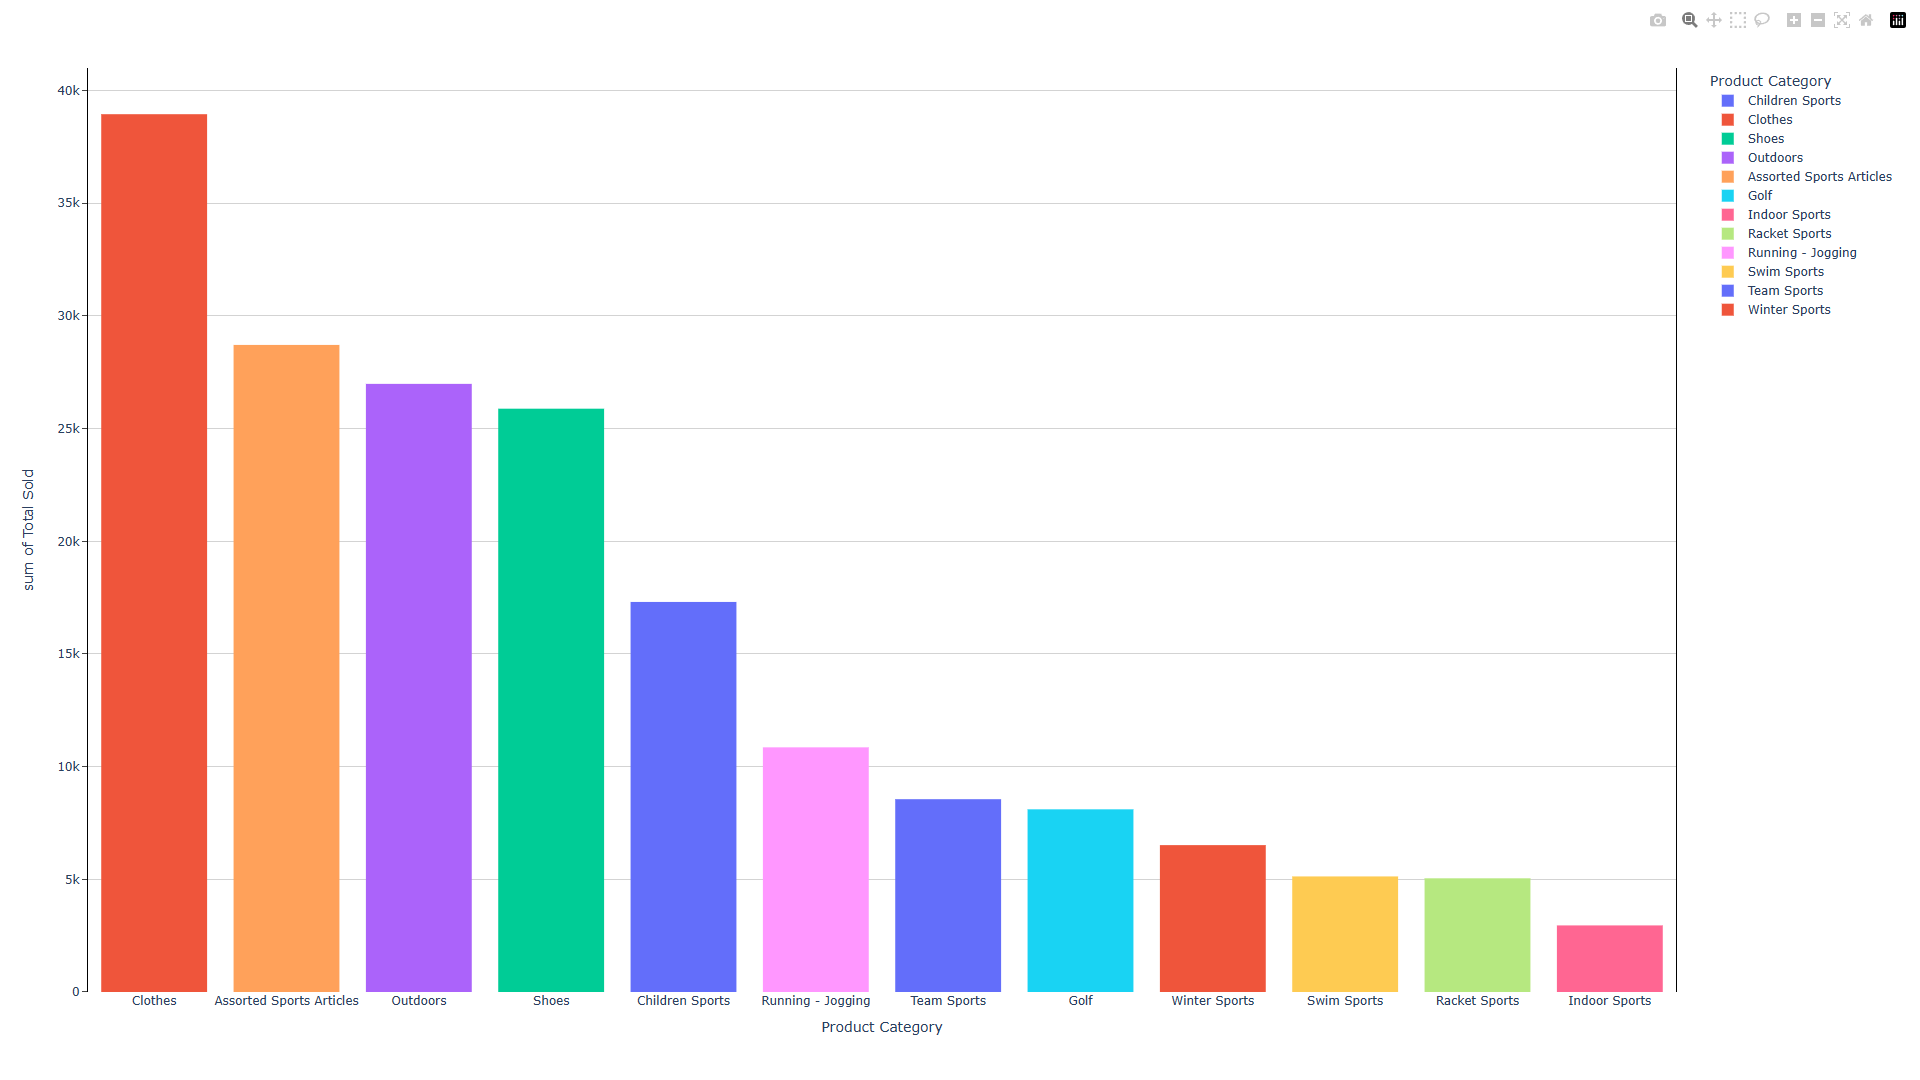 40k
35k
30k
25k
20k
15k
10k
5k
0
sum of Total Sold
Clothes
Assorted Sports Articles
Outdoors
Shoes
Children Sports
Running - Jogging
Team Sports
Golf
Winter Sports
Swim Sports
Racket Sports
Indoor Sports
Product Category
Product Category
Children Sports
Clothes
Shoes
Outdoors
Assorted Sports Articles
Golf
Indoor Sports
Racket Sports
Running - Jogging
Swim Sports
Team Sports
Winter Sports